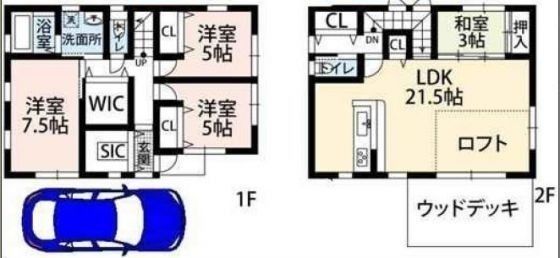 浴室
洗面所
トイレ
UP
CL
洋室
5帖
洋室
7.5帖
WIC
CL
洋室
5帖
SIC
玄関
1F
CL
DN
CL
和室
3帖
押入
トイレ
LDK
21.5帖
ロフト
ウッドデッキ
2F